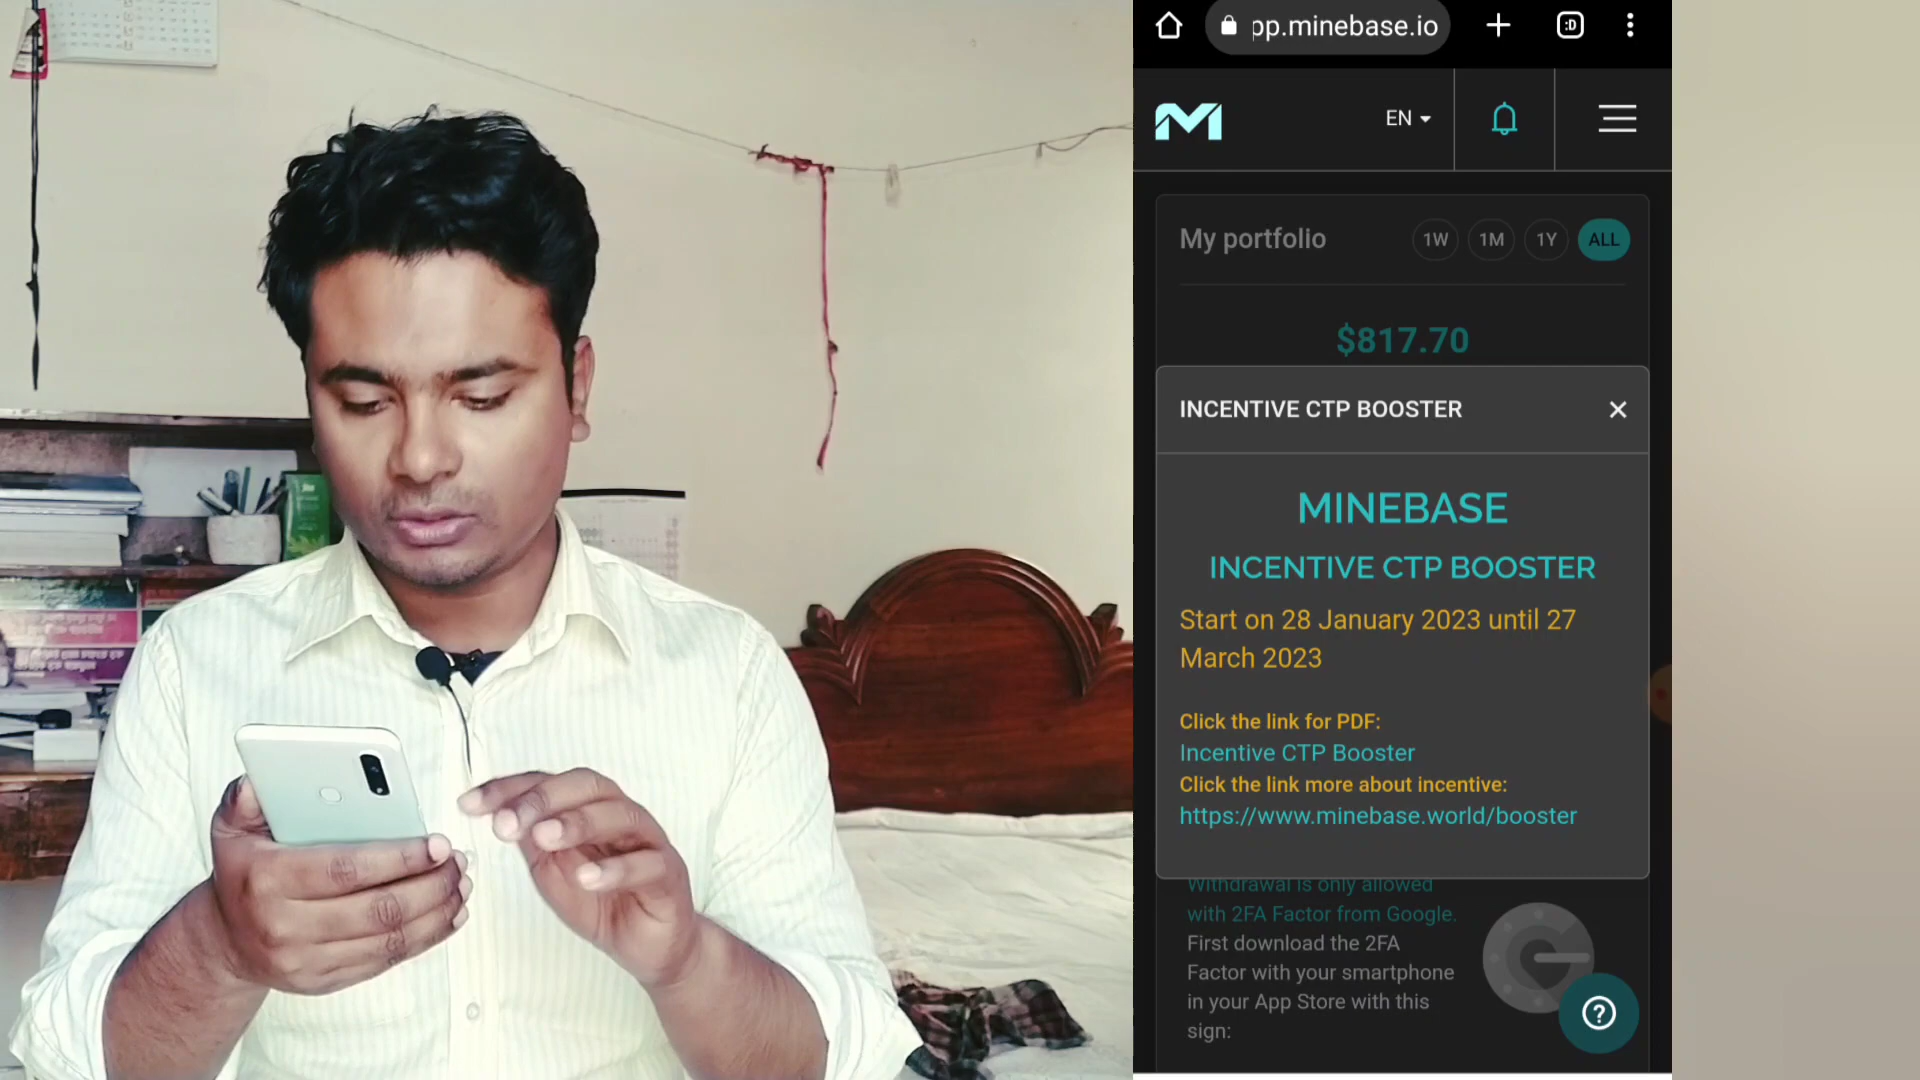 pp.minebase.io
:D
EN
My portfolio
1W
1M
1Y
ALL
$817.70
INCENTIVE CTP BOOSTER
MINEBASE
INCENTIVE CTP BOOSTER
Start on 28 January 2023 until 27
March 2023
Click the link for PDF:
Incentive CTP Booster
Click the link more about incentive:
https://www.minebase.world/booster
Withdrawal is only allowed
with 2FA Factor from Google.
First download the 2FA
Factor with your smartphone
in your App Store with this
sign:
?